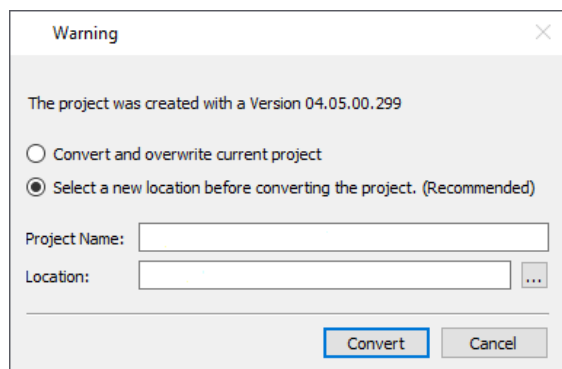 Warning
The project was created with a Version 04.05.00.299
Convert and overwrite current project
Select a new location before converting the project. (Recommended)
Project Name:
Location:
...
Convert
Cancel